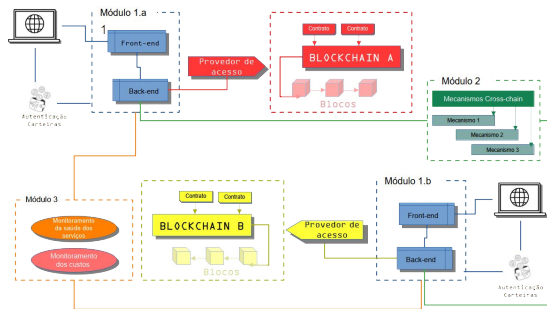 Módulo 1.a
1
Front-end
Back-end
Autenticação
Carteiras
Provedor de
acesso
Contrato
Contrato
BLOCKCHAIN A
Blocos
Módulo 2
Mecanismos Cross-chain
Mecanismo 1
Mecanismo 2
Mecanismo 3
Módulo 3
Monitoramento
da saúde dos
serviços
Monitoramento
dos custos
Contrato
Contrato
BLOCKCHAIN B
Blocos
Provedor de
acesso
Módulo 1.b
Front-end
Back-end
Autenticação
Carteiras